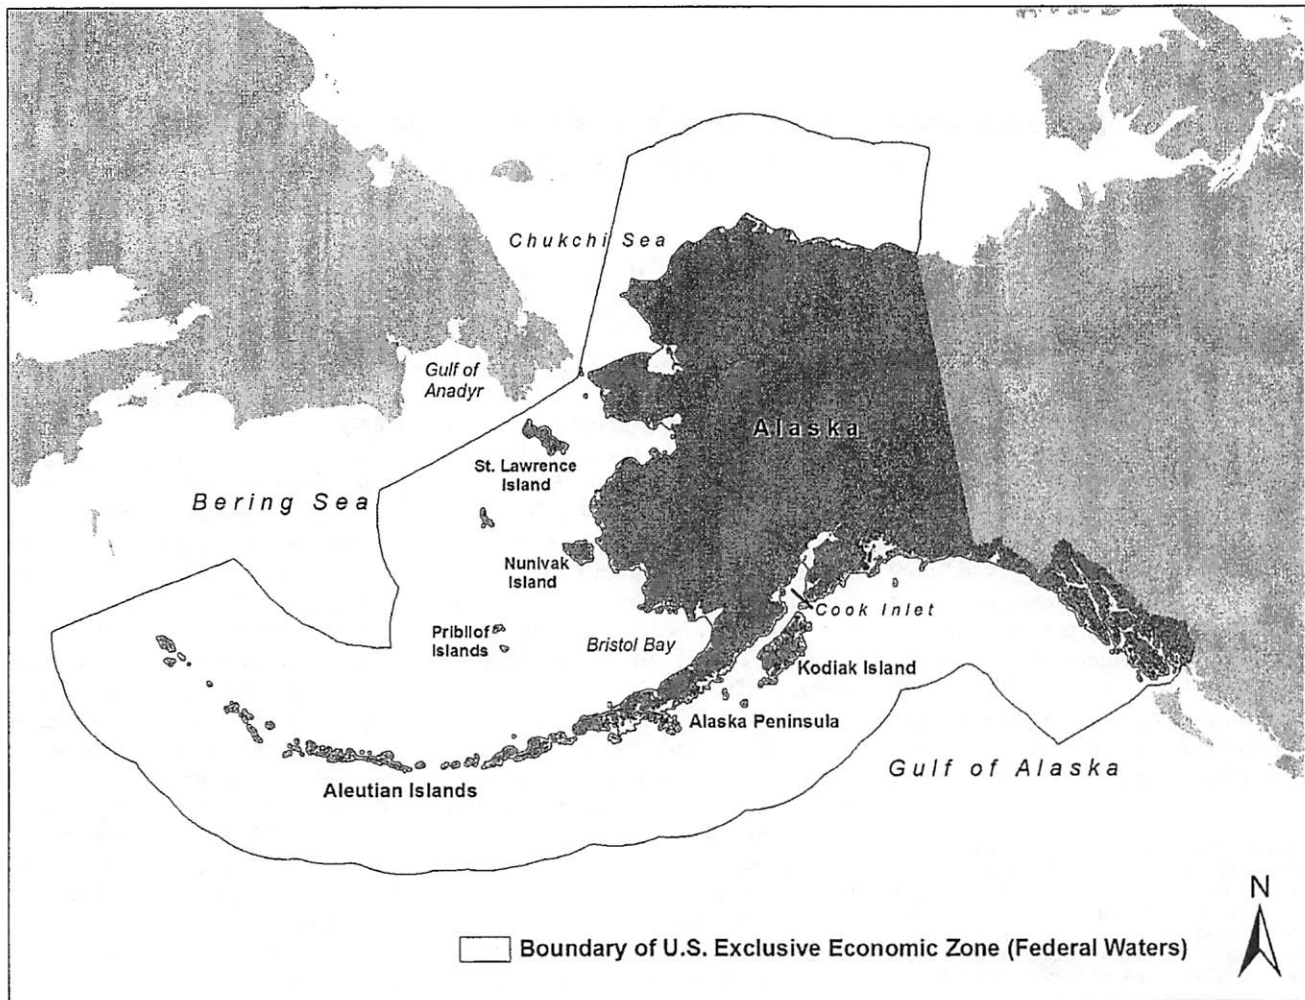 Chukchi Sea
Gulf of
Anadyr
Alaska
St. Lawrence
Island
Bering Sea
Nunivak
Island
Cook Inlet
Pribilof
Islands
Bristol Bay
Kodiak Island
Alaska Peninsula
Gulf of Alaska
Aleutian Islands
N
Boundary of U.S. Exclusive Economic Zone (Federal Waters)